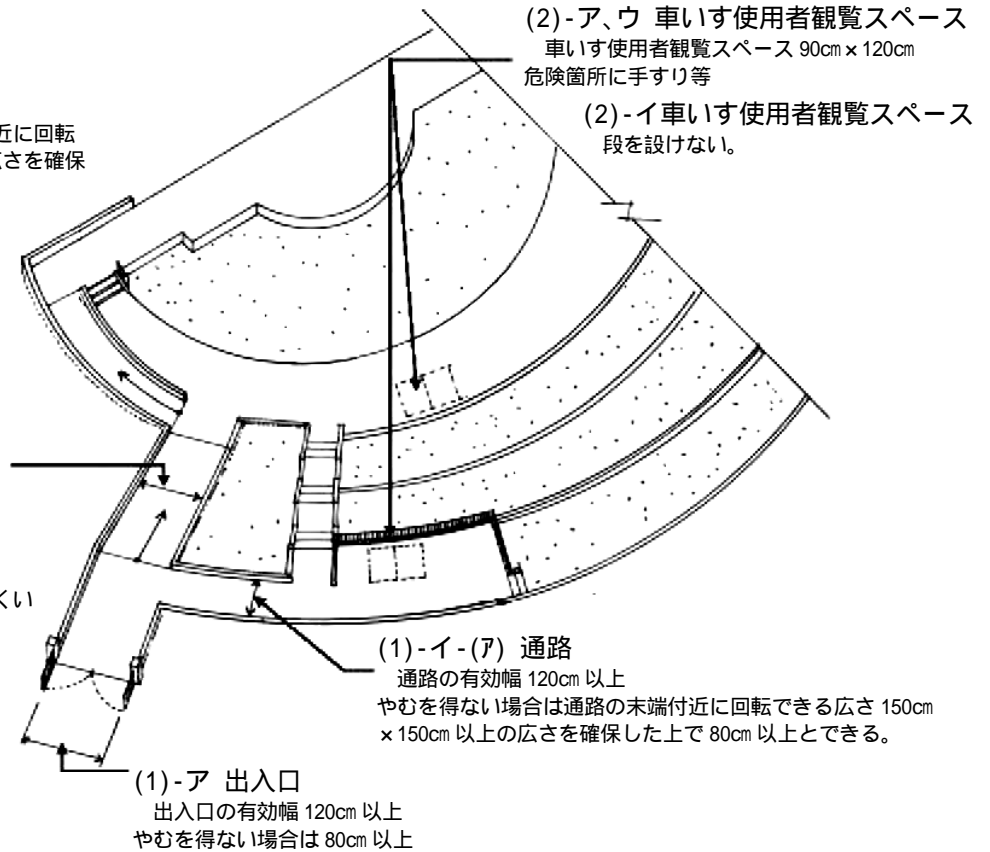 (2)-ア、ウ 車いす使用者観覧スペース
車いす使用者観覧スペース 90㎝×120㎝
危険箇所に手すり等
(2)-イ車いす使用者観覧スペース
段を設けない。
近に回転
広さを確保
くい
(1)-イ-(ア) 通路
通路の有効幅 120㎝ 以上
やむを得ない場合は通路の末端付近に回転できる広さ 150㎝
×150㎝ 以上の広さを確保した上で 80㎝ 以上とできる。
(1)-ア 出入口
出入口の有効幅 120㎝ 以上
やむを得ない場合は 80㎝ 以上